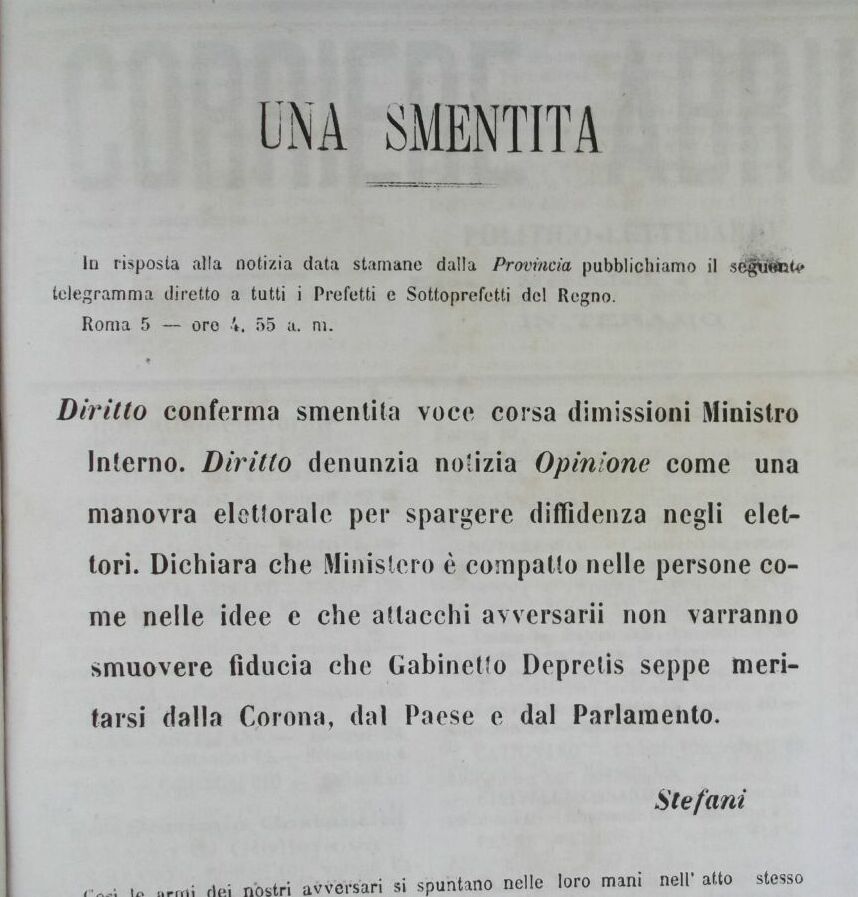 UNA SMENTITA
In risposta alla notizia data stamane dalla Provincia pubblichiamo il seguente
telegramma diretto a tutti i Prefetti e Sottoprefetti del Regno.
Roma 5 — ore 4. 55 a. m.
Diritto conferma smentita voce corsa dimissioni Ministro
Interno. Diritto denunzia notizia Opinione come una
manovra elettorale per spargere diffidenza negli elet-
tori. Dichiara che Ministero è compatto nelle persone co-
me nelle idee e che attacchi avversarii non varranno
smuovere fiducia che Gabinetto Depretis seppe meri-
tarsi dalla Corona, dal Paese e dal Parlamento.
Stefani
Così le armi dei nostri avversari si spuntano nelle loro mani nell' atto stesso